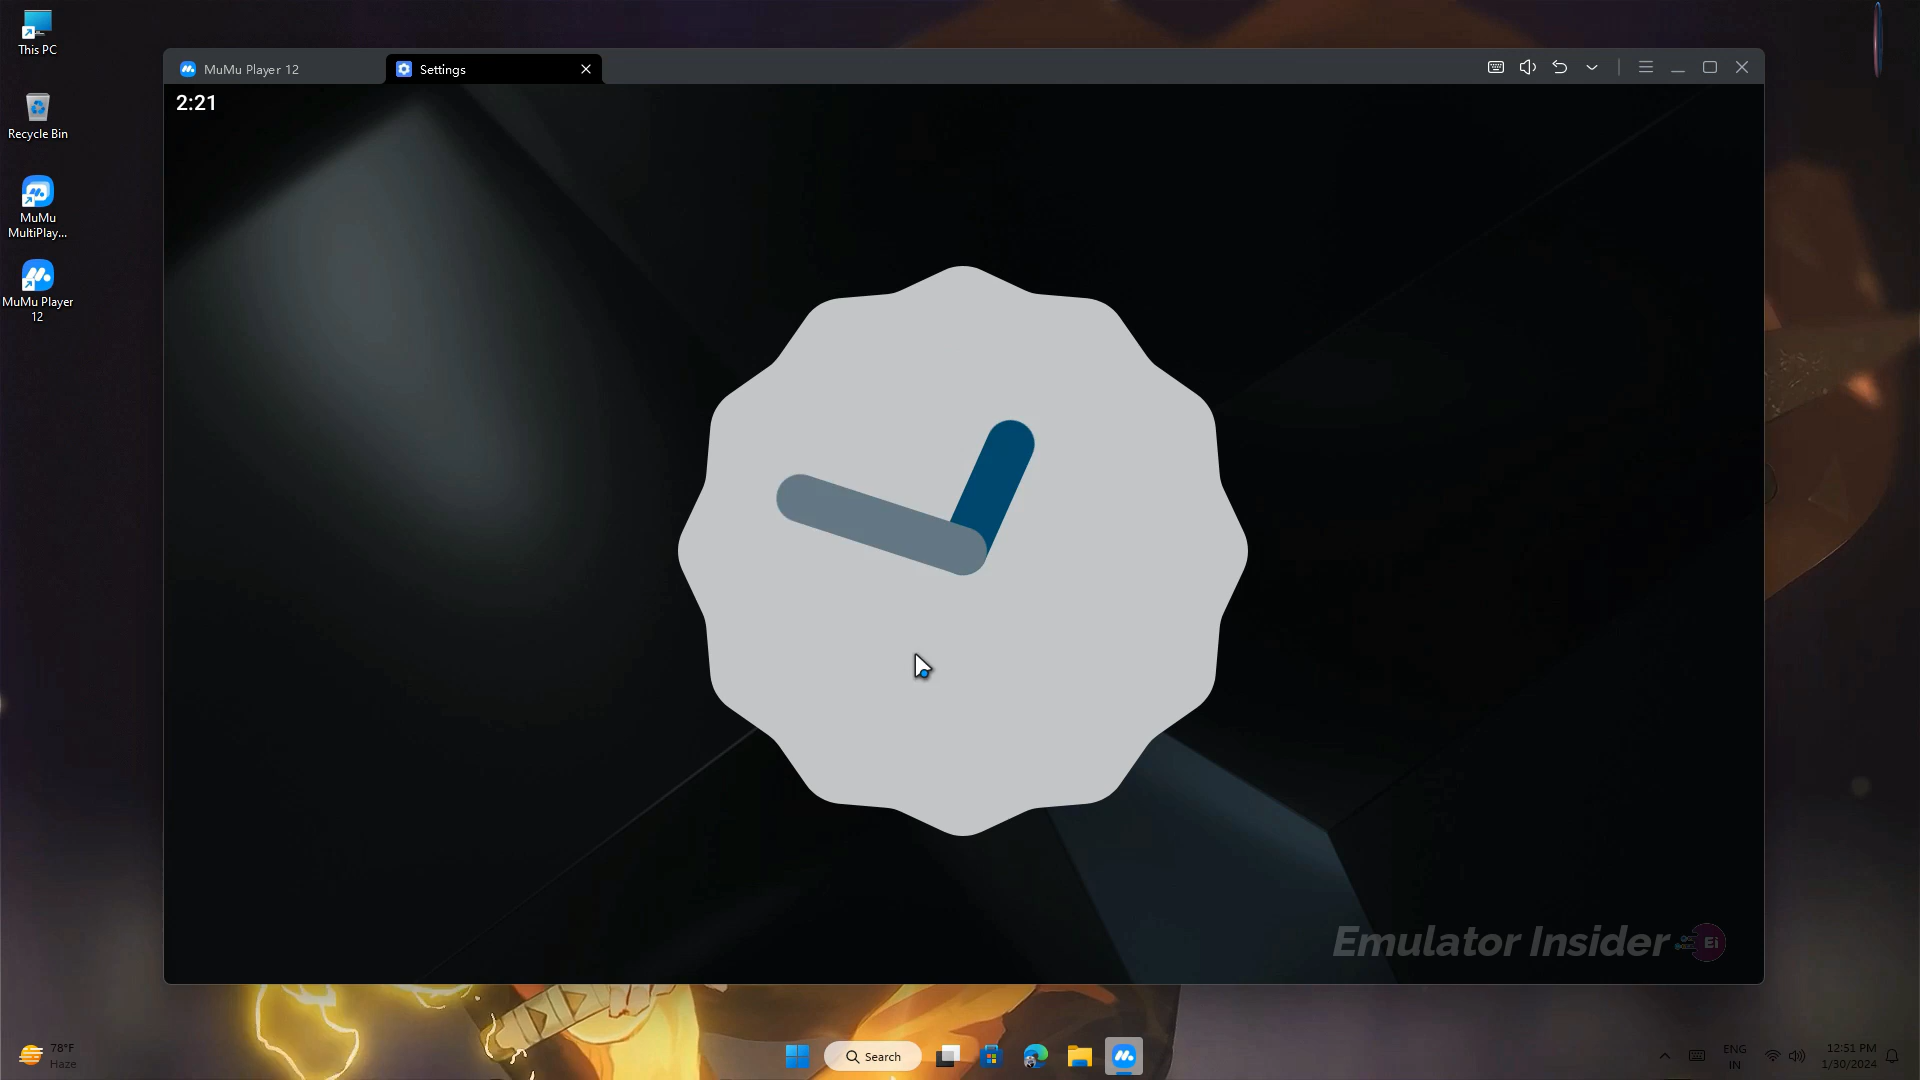 This PC
Recycle Bin
MuMu
MultiPlay...
MuMu Player
12
MuMu Player 12
Settings
2:21
Emulator Insider
Ei
78°F
Haze
Search
ENG
IN
12:51 PM
1/30/2024